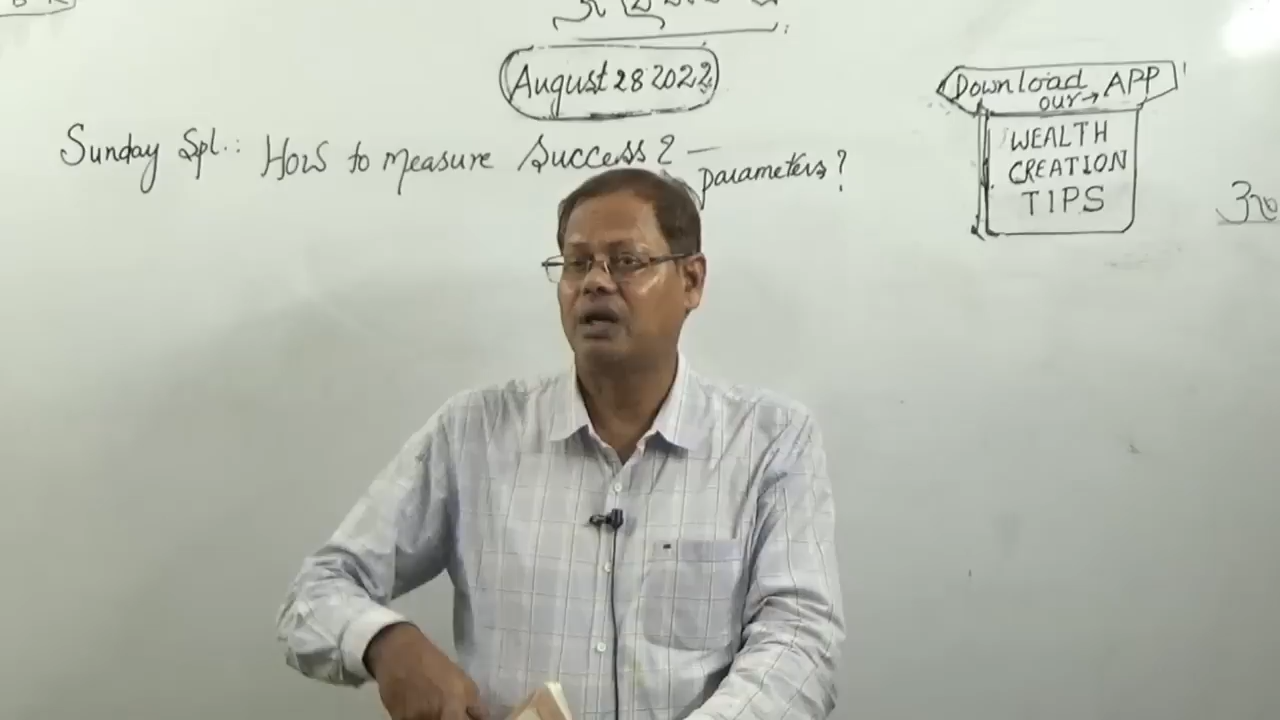 August 28 2022
Download
our → APP
WEALTH
CREATION
TIPS
Sunday Spl.: How to measure Success? —
parameters?